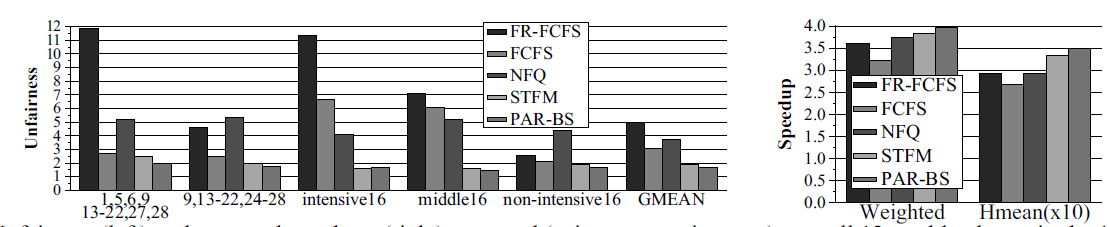 Unfairness
12
11
10
9
8
7
6
5
4
3
2
1
0
FR-FCFS
FCFS
NFQ
STFM
PAR-BS
1,5,6,9
13-22,27,28
9,13-22,24-28
intensive16
middle16
non-intensive16
GMEAN
Speedup
4.0
3.5
3.0
2.5
2.0
1.5
1.0
0.5
0.0
FR-FCFS
FCFS
NFQ
STFM
PAR-BS
Weighted
Hmean(x10)